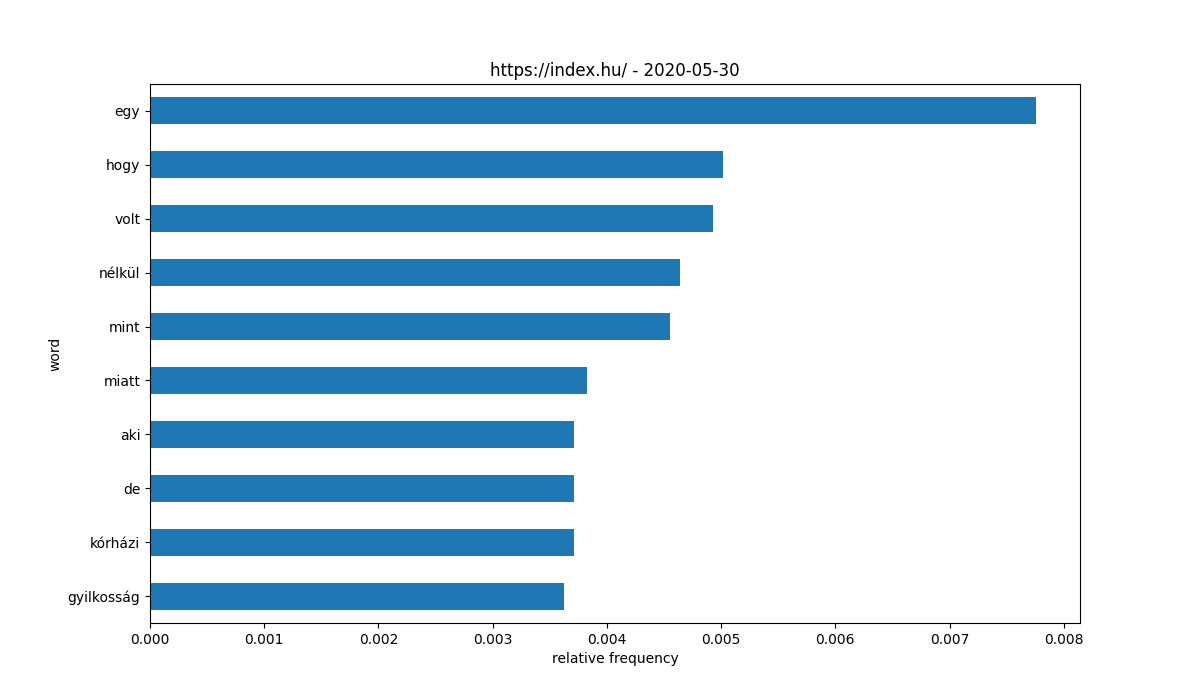 https://index.hu/ - 2020-05-30
egy
hogy
volt
nélkül
mint
miatt
aki
de
kórházi
gyilkosság
word
0.000 0.001 0.002 0.003 0.004 0.005 0.006 0.007 0.008
relative frequency